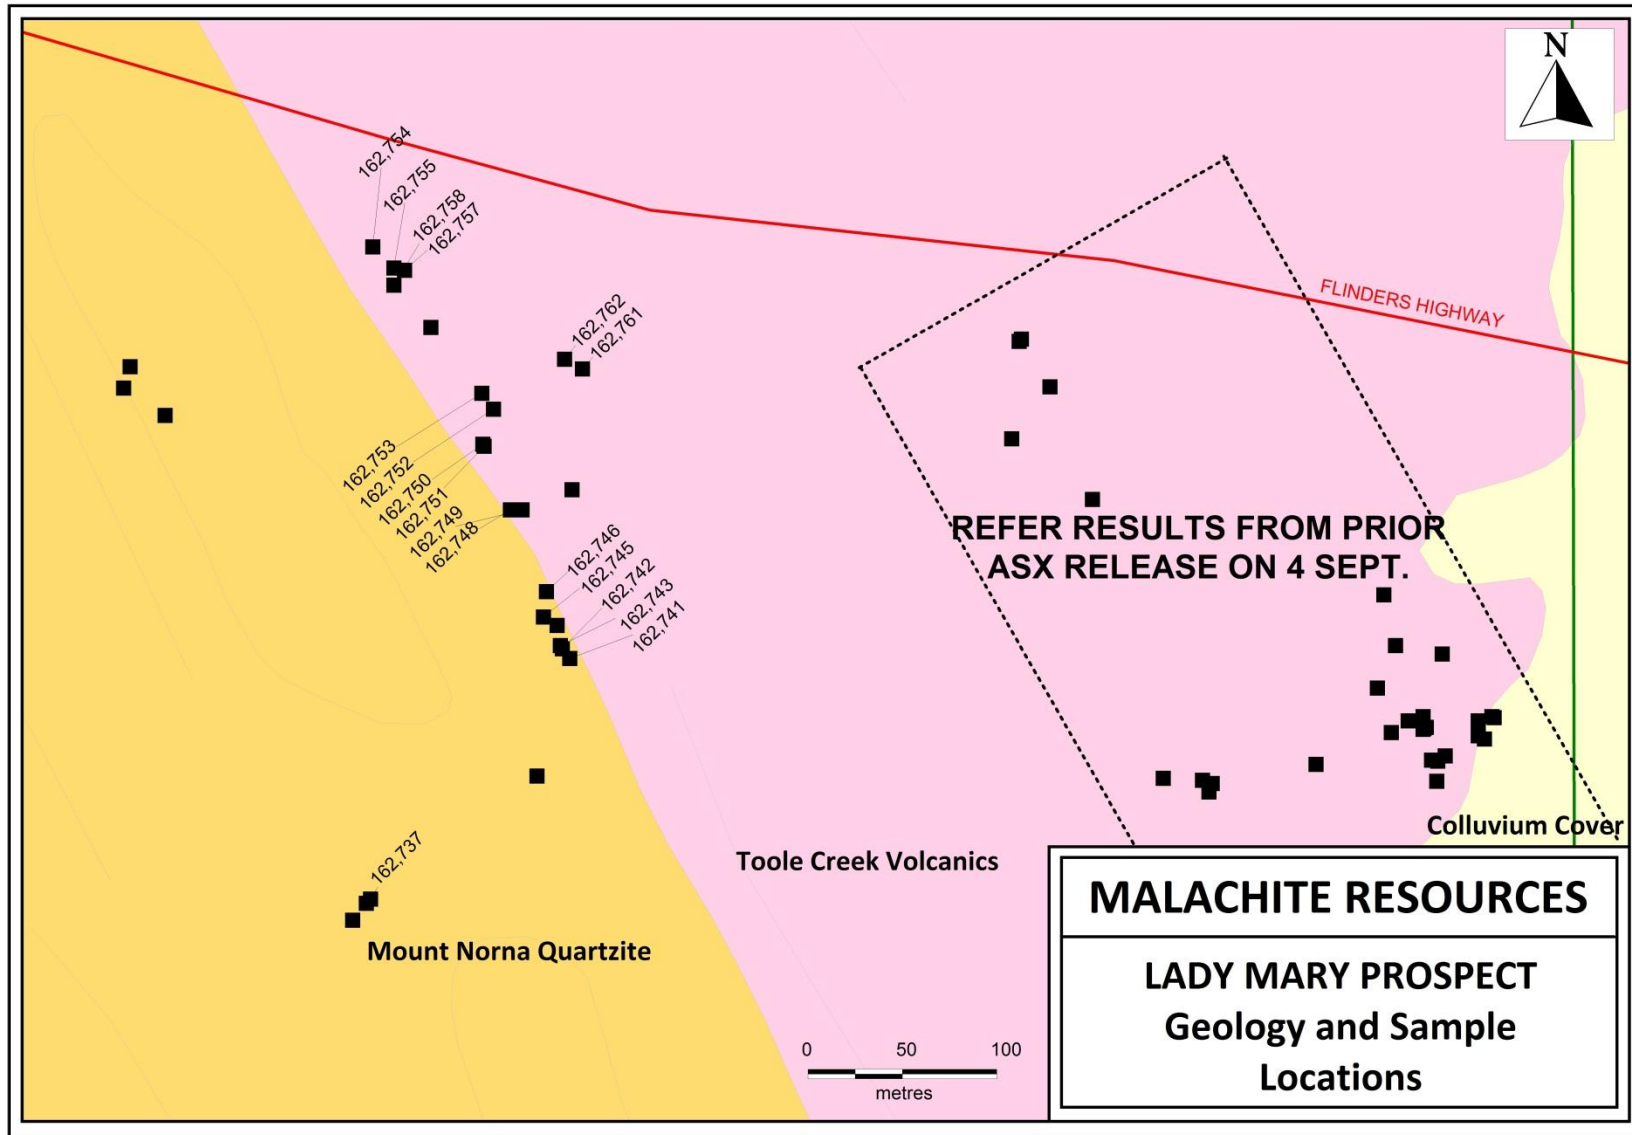 N
162,754
162,755
162,758
162,757
FLINDERS HIGHWAY
162,762
162,761
162,753
162,752
162,750
162,751
162,749
162,748
REFER RESULTS FROM PRIOR
ASX RELEASE ON 4 SEPT.
162,746
162,745
162,742
162,743
162,741
Colluvium Cover
162,737
Toole Creek Volcanics
Mount Norna Quartzite
MALACHITE RESOURCES
LADY MARY PROSPECT
Geology and Sample
Locations
0 50 100
metres